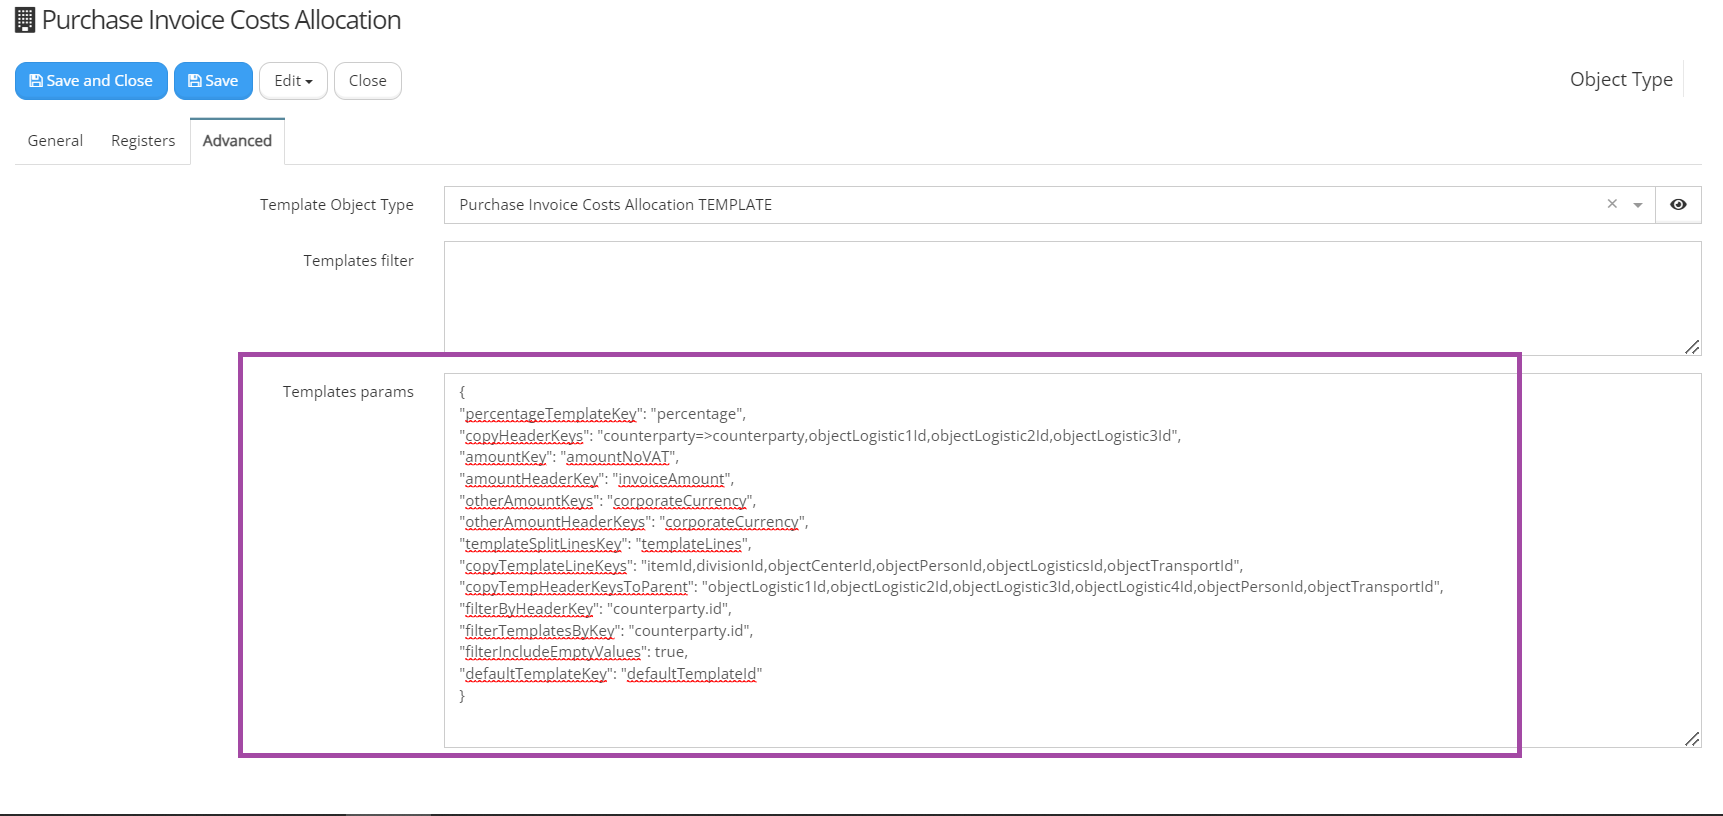 Purchase Invoice Costs Allocation
Save and Close Save Edit Close Object Type
General Registers Advanced
Template Object Type Purchase Invoice Costs Allocation TEMPLATE
Templates filter
Templates params
{
"percentageTemplateKey": "percentage",
"copyHeaderKeys": "counterparty=>counterparty,objectLogistic1Id,objectLogistic2Id,objectLogistic3Id",
"amountKey": "amountNoVAT",
"amountHeaderKey": "invoiceAmount",
"otherAmountKeys": "corporateCurrency",
"otherAmountHeaderKeys": "corporateCurrency",
"templateSplitLinesKey": "templateLines",
"copyTemplateLineKeys": "itemId,divisionId,objectCenterId,objectPersonId,objectLogisticsId,objectTransportId",
"copyTempHeaderKeysToParent": "objectLogistic1Id,objectLogistic2Id,objectLogistic3Id,objectLogistic4Id,objectPersonId,objectTransportId",
"filterByHeaderKey": "counterparty.id",
"filterTemplatesByKey": "counterparty.id",
"filterIncludeEmptyValues": true,
"defaultTemplateKey": "defaultTemplateId"
}